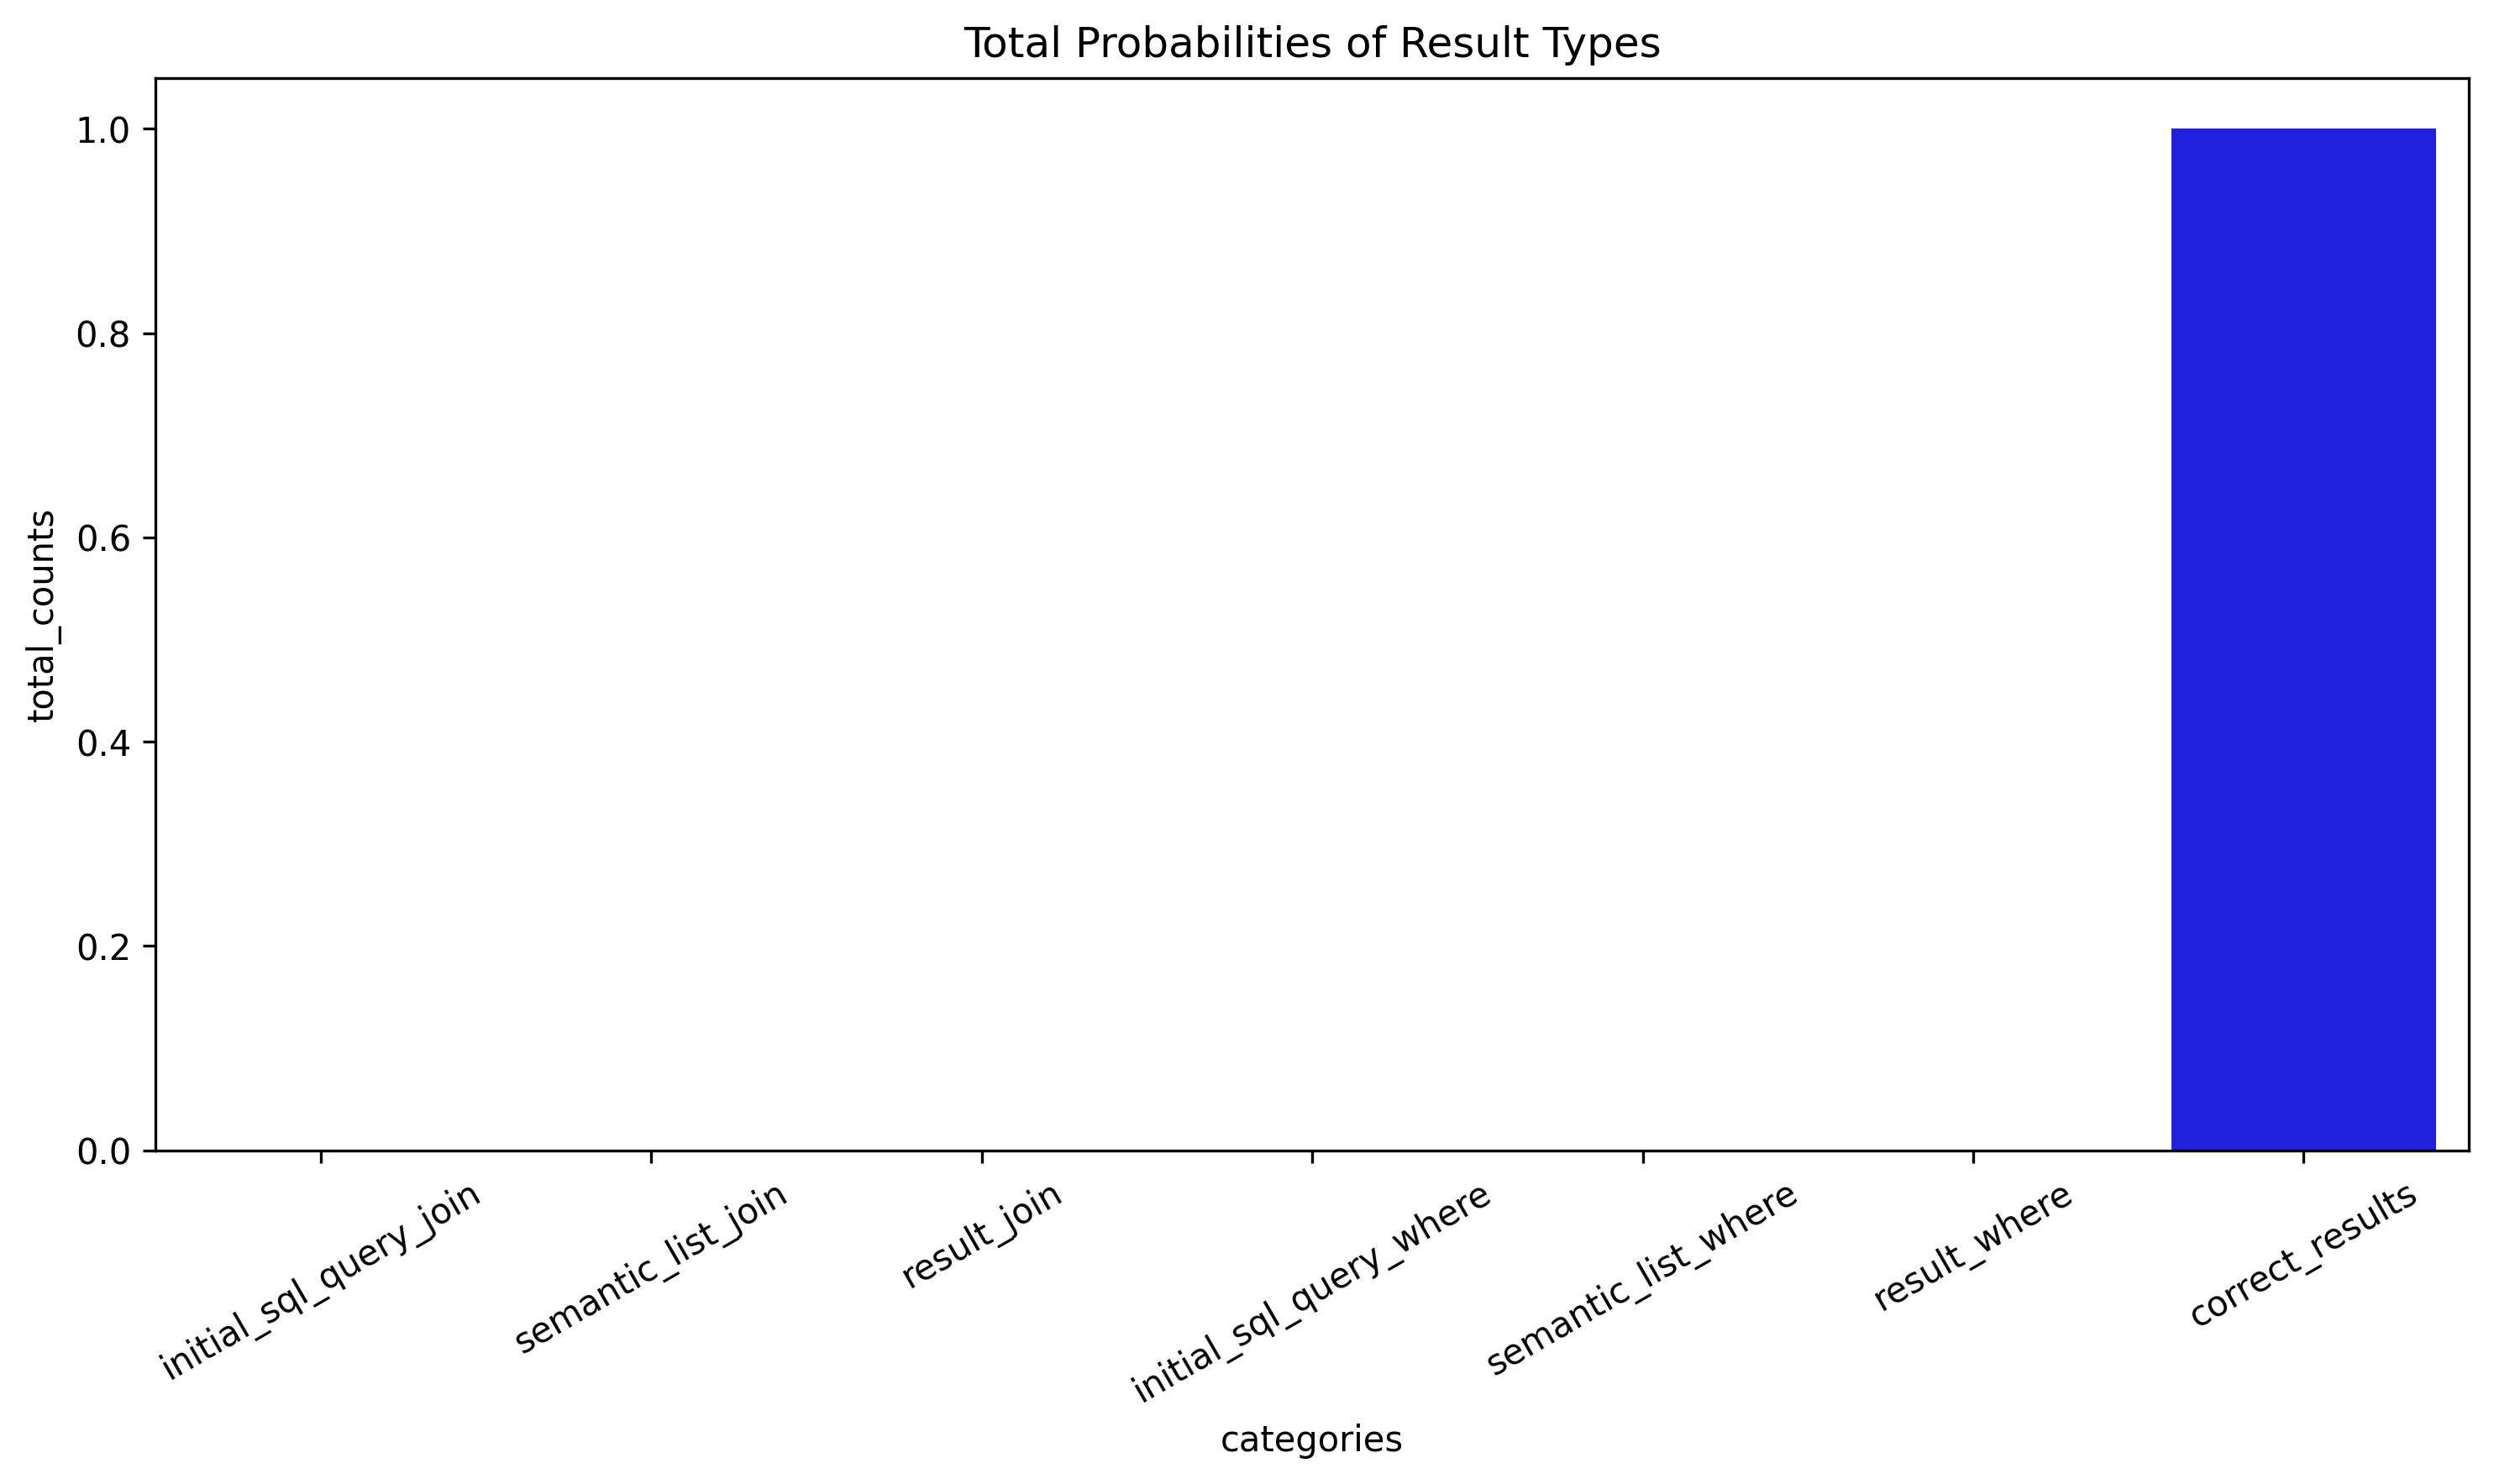 Total Probabilities of Result Types
total_counts
1.0
0.8
0.6
0.4
0.2
0.0
initial_sql_query_join
semantic_list_join
result_join
initial_sql_query_where
semantic_list_where
result_where
correct_results
categories